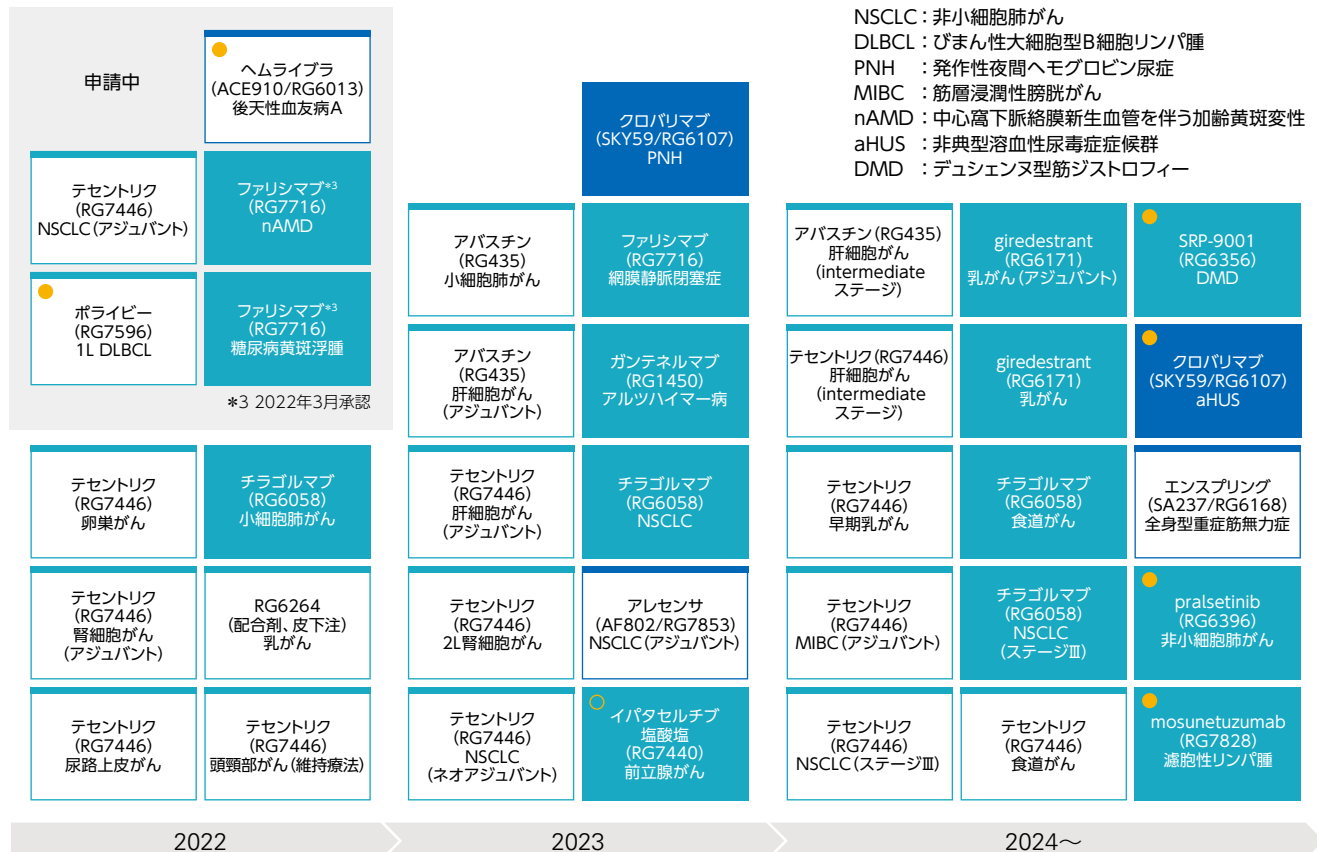 申請中
ヘムライブラ
(ACE910/RG6013)
後天性血友病A
テセントリク
(RG7446)
NSCLC(アジュバント)
ファリシマブ*3
(RG7716)
nAMD
ポライビー
(RG7596)
1L DLBCL
ファリシマブ*3
(RG7716)
糖尿病黄斑浮腫
*3 2022年3月承認
テセントリク
(RG7446)
卵巣がん
チラゴルマブ
(RG6058)
小細胞肺がん
テセントリク
(RG7446)
腎細胞がん
(アジュバント)
RG6264
(配合剤、皮下注)
乳がん
テセントリク
(RG7446)
尿路上皮がん
テセントリク
(RG7446)
頭頸部がん(維持療法)
2022
クロバリマブ
(SKY59/RG6107)
PNH
アバスチン
(RG435)
小細胞肺がん
ファリシマブ
(RG7716)
網膜静脈閉塞症
アバスチン
(RG435)
肝細胞がん
(アジュバント)
ガンテネルマブ
(RG1450)
アルツハイマー病
テセントリク
(RG7446)
肝細胞がん
(アジュバント)
チラゴルマブ
(RG6058)
NSCLC
テセントリク
(RG7446)
2L腎細胞がん
アレセンサ
(AF802/RG7853)
NSCLC(アジュバント)
テセントリク
(RG7446)
NSCLC
(ネオアジュバント)
イパタセルチブ
塩酸塩
(RG7440)
前立腺がん
2023
NSCLC:非小細胞肺がん
DLBCL:びまん性大細胞型B細胞リンパ腫
PNH :発作性夜間ヘモグロビン尿症
MIBC :筋層浸潤性膀胱がん
nAMD:中心窩下脈絡膜新生血管を伴う加齢黄斑変性
aHUS :非典型溶血性尿毒症症候群
DMD :デュシェンヌ型筋ジストロフィー
アバスチン(RG435)
肝細胞がん
(intermediate
ステージ)
giredestrant
(RG6171)
乳がん(アジュバント)
SRP-9001
(RG6356)
DMD
テセントリク(RG7446)
肝細胞がん
(intermediate
ステージ)
giredestrant
(RG6171)
乳がん
クロバリマブ
(SKY59/RG6107)
aHUS
テセントリク
(RG7446)
早期乳がん
チラゴルマブ
(RG6058)
食道がん
エンスプリング
(SA237/RG6168)
全身型重症筋無力症
テセントリク
(RG7446)
MIBC(アジュバント)
チラゴルマブ
(RG6058)
NSCLC
(ステージⅢ)
pralsetinib
(RG6396)
非小細胞肺がん
テセントリク
(RG7446)
NSCLC(ステージⅢ)
テセントリク
(RG7446)
食道がん
mosunetuzumab
(RG7828)
濾胞性リンパ腫
2024〜